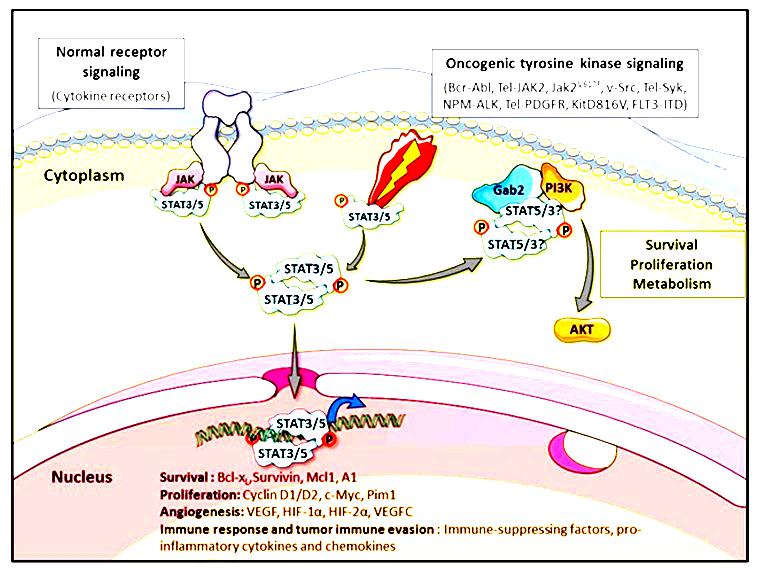 Normal receptor
signaling
(Cytokine receptors)
Oncogenic tyrosine kinase signaling
(Bcr-Abl, Tel-JAK2, Jak2ⱽ⁶¹⁷ᶠ, v-Src, Tel-Syk,
NPM-ALK, Tel-PDGFR, KitD816V, FLT3-ITD)
Cytoplasm
JAK
P
P
JAK
STAT3/5
STAT3/5
P
STAT3/5
Gab2
PI3K
STAT5/3?
P
P
STAT5/3?
Survival
Proliferation
Metabolism
STAT3/5
P
P
STAT3/5
AKT
STAT3/5
P
P
STAT3/5
Nucleus
Survival : Bcl-xL,Survivin, Mcl1, A1
Proliferation: Cyclin D1/D2, c-Myc, Pim1
Angiogenesis: VEGF, HIF-1α, HIF-2α, VEGFC
Immune response and tumor immune evasion : Immune-suppressing factors, pro-
inflammatory cytokines and chemokines